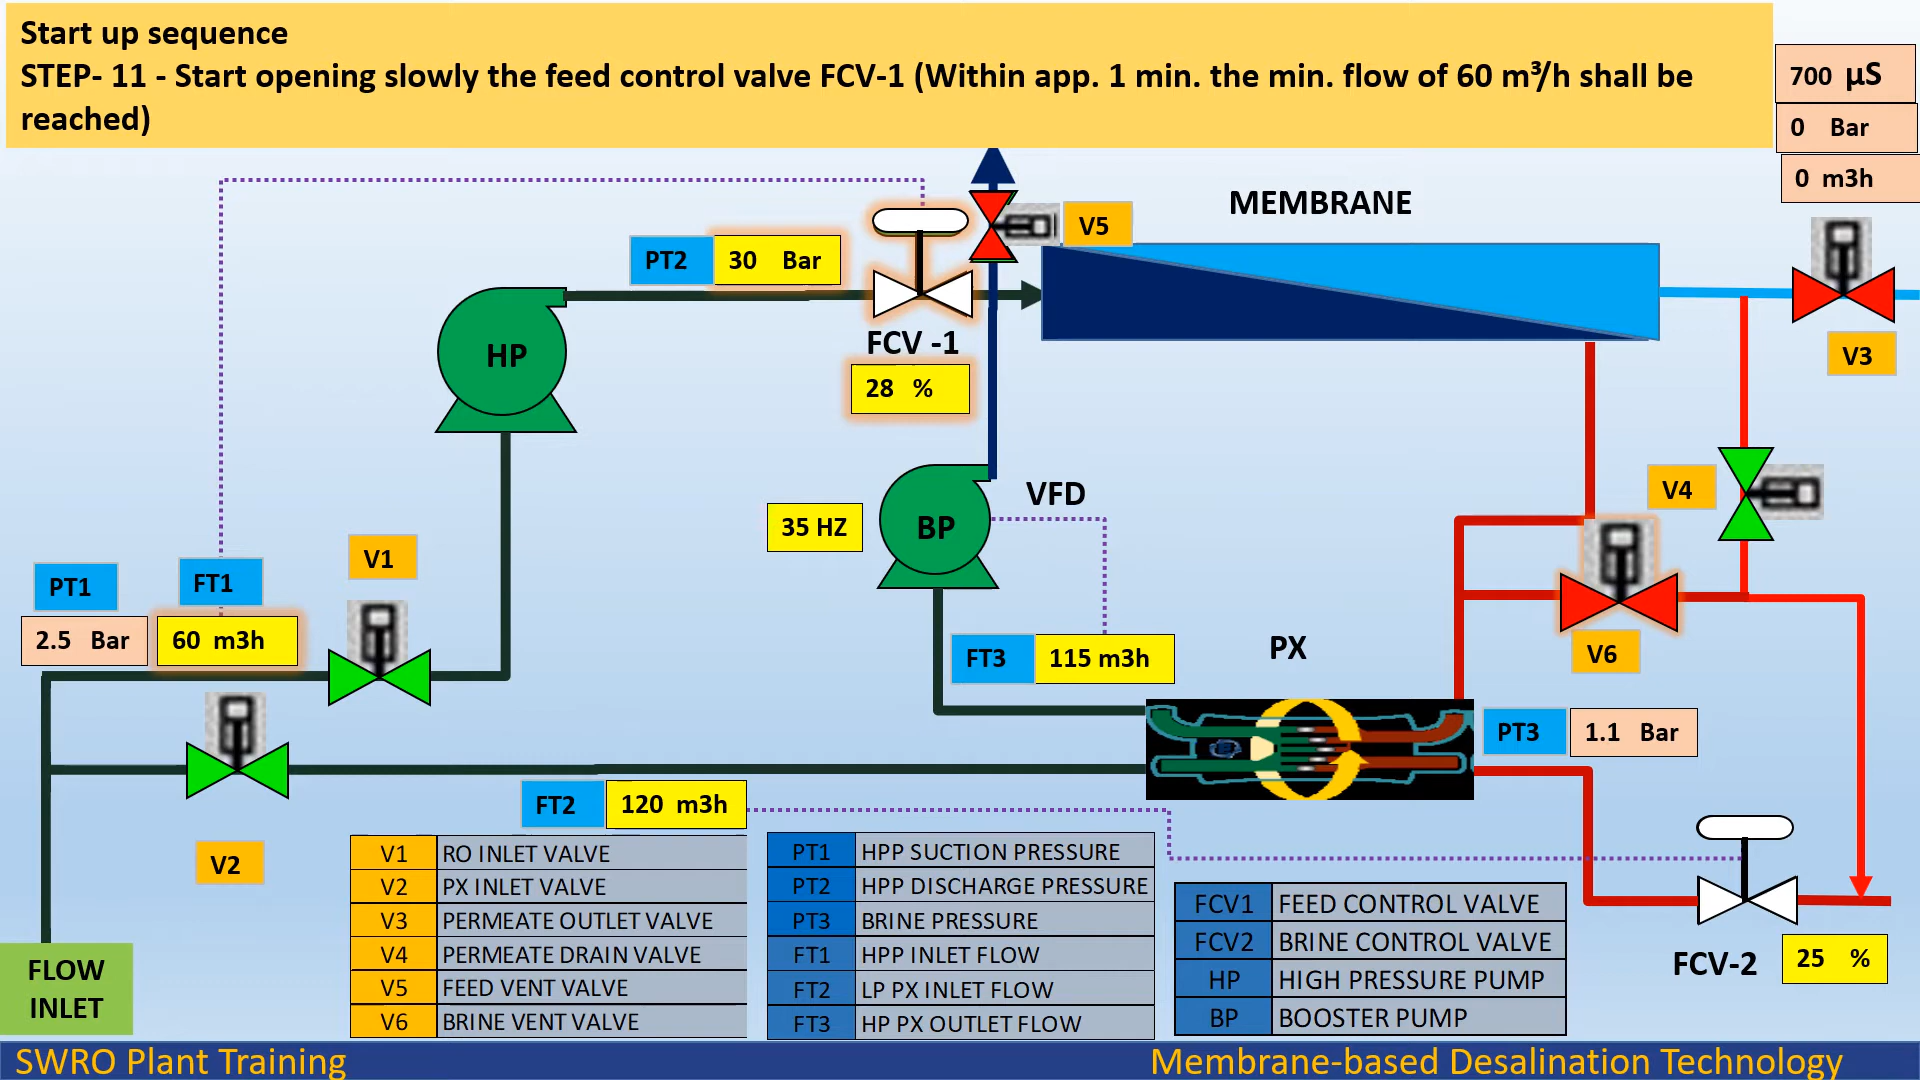 Start up sequence
STEP- 11 - Start opening slowly the feed control valve FCV-1 (Within app. 1 min. the min. flow of 60 m³/h shall be
reached)
700 µS
0 Bar
0 m3h
MEMBRANE
V5
PT2 30 Bar
FCV -1
28 %
V3
HP
VFD
V4
35 HZ
BP
V1
PT1
FT1
2.5 Bar
60 m3h
FT3 115 m3h
PX
V6
PT3 1.1 Bar
FT2 120 m3h
V2
V1 RO INLET VALVE
V2 PX INLET VALVE
V3 PERMEATE OUTLET VALVE
V4 PERMEATE DRAIN VALVE
V5 FEED VENT VALVE
V6 BRINE VENT VALVE
PT1 HPP SUCTION PRESSURE
PT2 HPP DISCHARGE PRESSURE
PT3 BRINE PRESSURE
FT1 HPP INLET FLOW
FT2 LP PX INLET FLOW
FT3 HP PX OUTLET FLOW
FCV1 FEED CONTROL VALVE
FCV2 BRINE CONTROL VALVE
HP HIGH PRESSURE PUMP
BP BOOSTER PUMP
FCV-2
25 %
FLOW
INLET
SWRO Plant Training
Membrane-based Desalination Technology